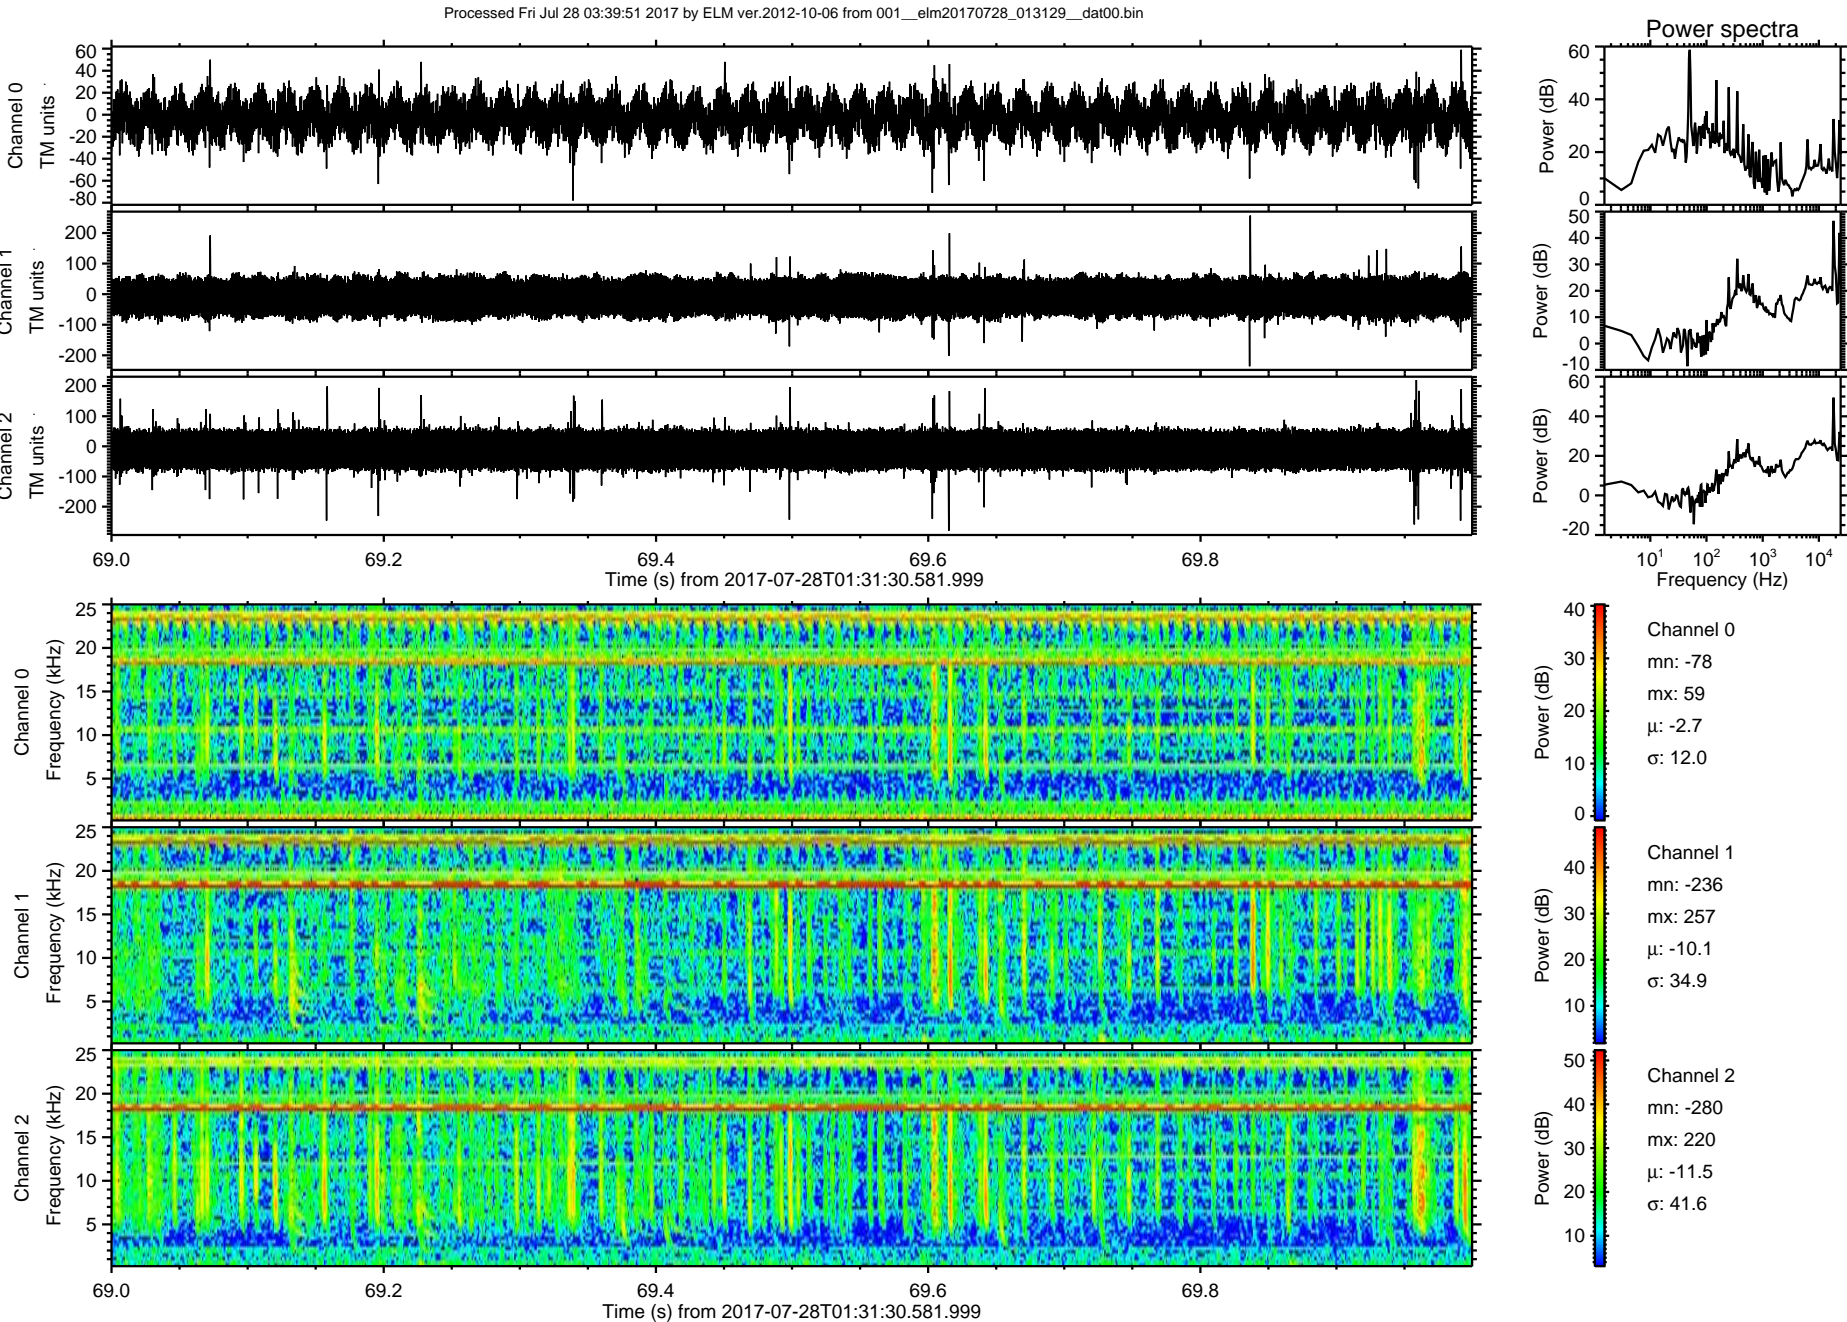 Processed Fri Jul 28 03:39:51 2017 by ELM ver.2012-10-06 from 001__elm20170728_013129__dat00.bin
Power spectra
Channel 0
TM units
60
40
20
0
-20
-40
-60
-80
Power (dB)
60
40
20
0
Channel 1
TM units
200
100
0
-100
-200
Power (dB)
50
40
30
20
10
0
-10
Channel 2
TM units
200
100
0
-100
-200
Power (dB)
60
40
20
0
-20
69.0 69.2 69.4 69.6 69.8
Time (s) from 2017-07-28T01:31:30.581.999
10¹ 10² 10³ 10⁴
Frequency (Hz)
Channel 0
Frequency (kHz)
25
20
15
10
5
Power (dB)
40
30
20
10
0
Channel 0
mn: -78
mx: 59
μ: -2.7
σ: 12.0
Channel 1
Frequency (kHz)
25
20
15
10
5
Power (dB)
40
30
20
10
Channel 1
mn: -236
mx: 257
μ: -10.1
σ: 34.9
Channel 2
Frequency (kHz)
25
20
15
10
5
Power (dB)
50
40
30
20
10
Channel 2
mn: -280
mx: 220
μ: -11.5
σ: 41.6
69.0 69.2 69.4 69.6 69.8
Time (s) from 2017-07-28T01:31:30.581.999